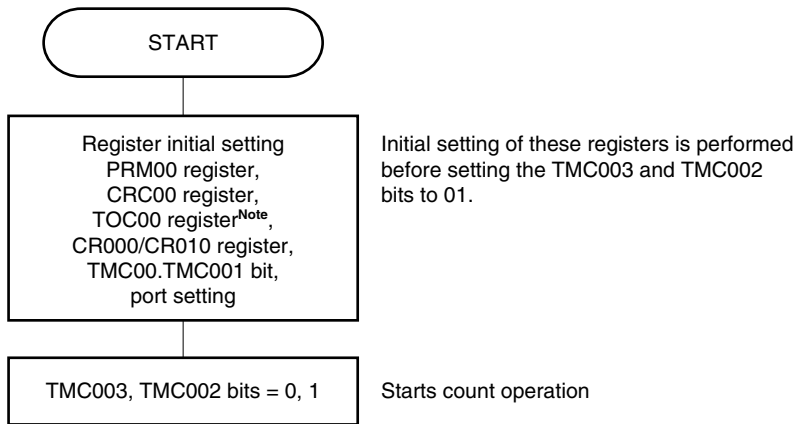 START
Register initial setting
PRM00 register,
CRC00 register,
TOC00 registerNote,
CR000/CR010 register,
TMC00.TMC001 bit,
port setting
Initial setting of these registers is performed
before setting the TMC003 and TMC002
bits to 01.
TMC003, TMC002 bits = 0, 1
Starts count operation